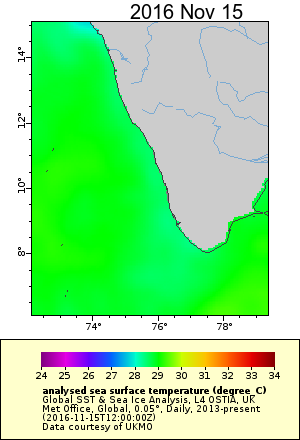 2016 Nov 15
14°
12°
10°
8°
74° 76° 78°
24 25 26 27 28 29 30 31 32 33 34
analysed sea surface temperature (degree_C)
Global SST & Sea Ice Analysis, L4 OSTIA, UK
Met Office, Global, 0.05°, Daily, 2013-present
(2016-11-15T12:00:00Z)
Data courtesy of UKMO